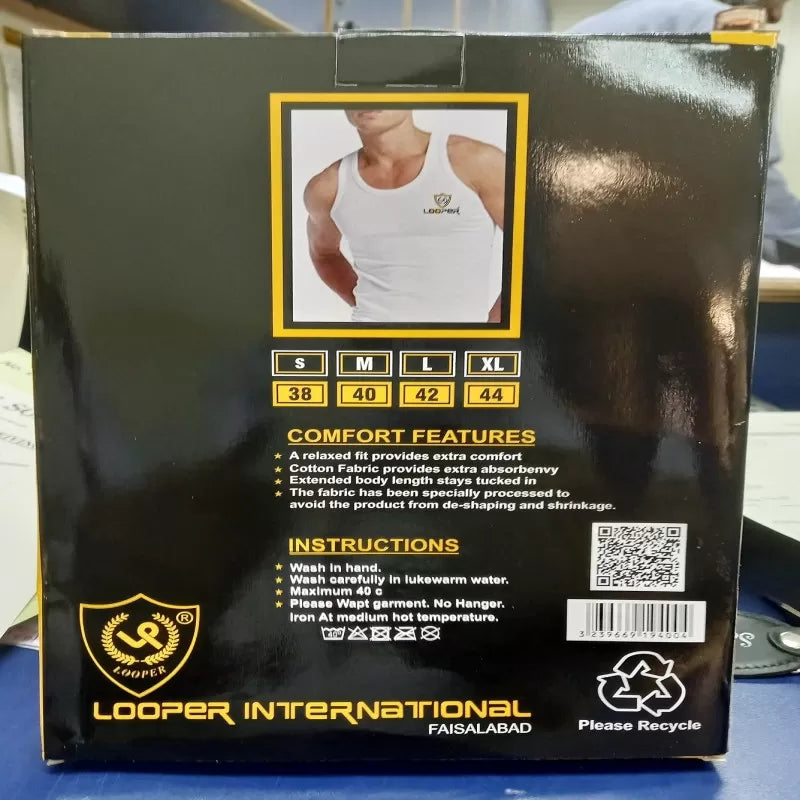 LOOPER
S M L XL
38 40 42 44
COMFORT FEATURES
A relaxed fit provides extra comfort
Cotton Fabric provides extra absorbenvy
Extended body length stays tucked in
The fabric has been specially processed to
avoid the product from de-shaping and shrinkage.
INSTRUCTIONS
Wash in hand.
Wash carefully in lukewarm water.
Maximum 40 c
Please Wapt garment. No Hanger.
Iron At medium hot temperature.
3 239669 194004
®
LOOPER
LOOPER INTERNATIONAL
FAISALABAD
Please Recycle